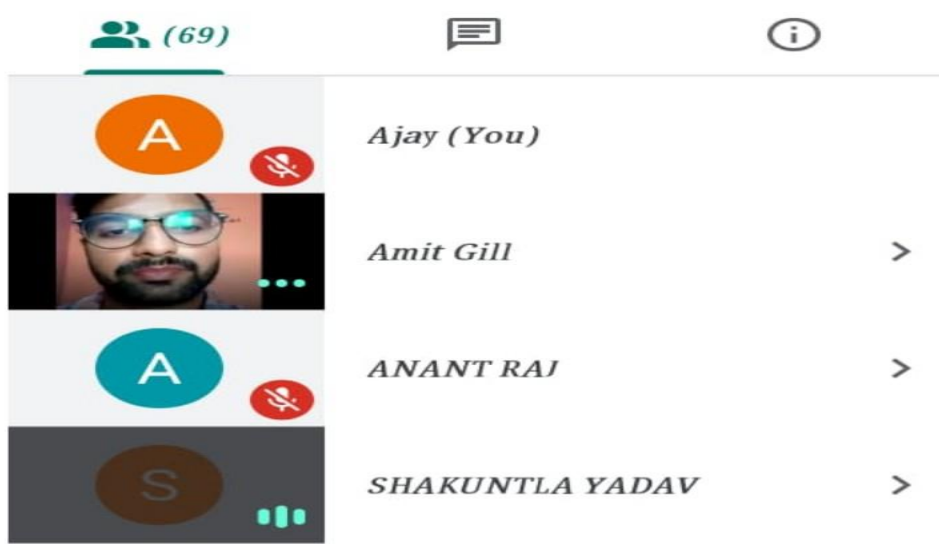 (69)
A
Ajay (You)
Amit Gill
A
ANANT RAJ
S
SHAKUNTLA YADAV